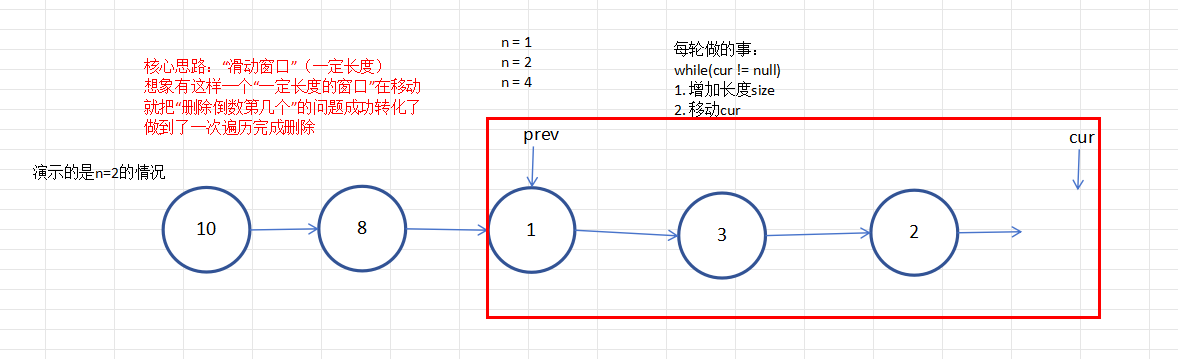 核心思路：“滑动窗口”（一定长度）
想象有这样一个“一定长度的窗口”在移动
就把“删除倒数第几个”的问题成功转化了
做到了一次遍历完成删除
n = 1
n = 2
n = 4
每轮做的事：
while(cur != null)
1. 增加长度size
2. 移动cur
演示的是n=2的情况
prev
cur
10
8
1
3
2